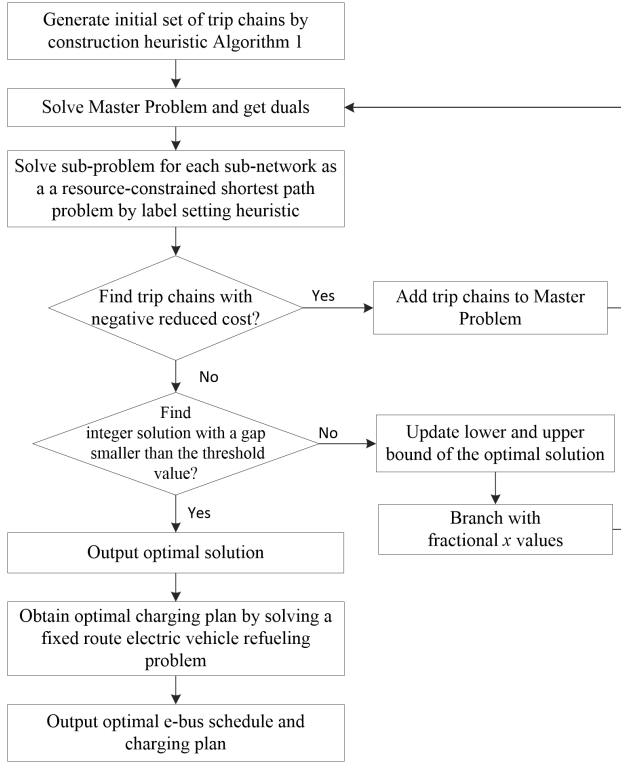 Generate initial set of trip chains by
construction heuristic Algorithm 1
Solve Master Problem and get duals
Solve sub-problem for each sub-network as
a a resource-constrained shortest path
problem by label setting heuristic
Find trip chains with
negative reduced cost?
Yes
Add trip chains to Master
Problem
No
Find
integer solution with a gap
smaller than the threshold
value?
No
Update lower and upper
bound of the optimal solution
Yes
Branch with
fractional x values
Output optimal solution
Obtain optimal charging plan by solving a
fixed route electric vehicle refueling
problem
Output optimal e-bus schedule and
charging plan